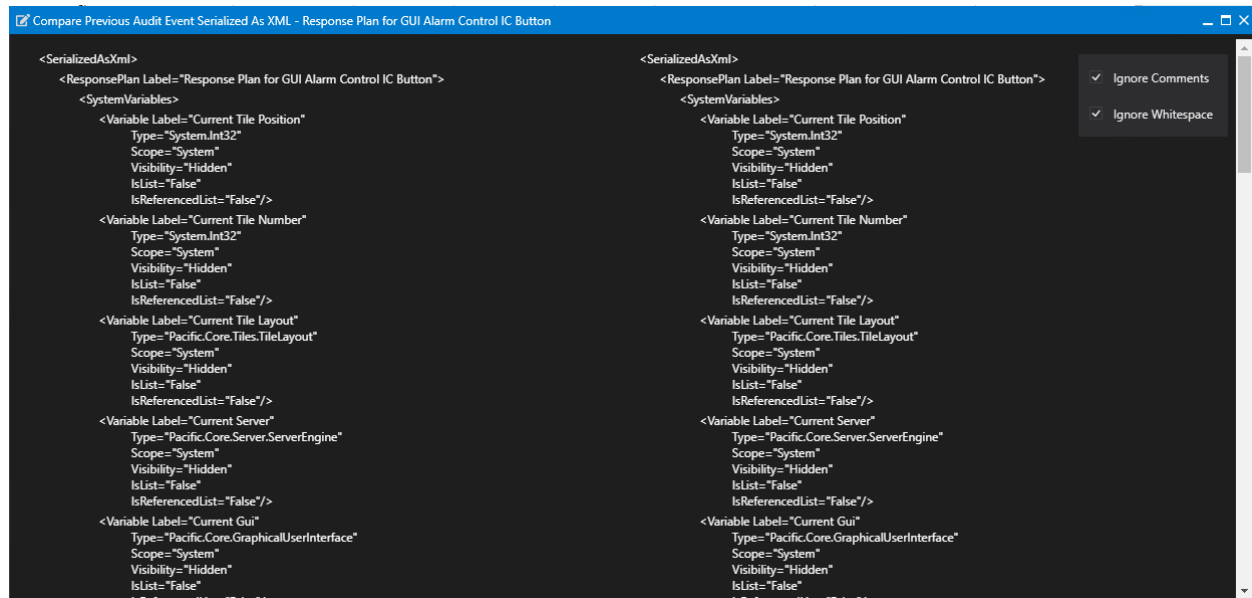 Compare Previous Audit Event Serialized As XML - Response Plan for GUI Alarm Control IC Button
<SerializedAsXml>
<ResponsePlan Label="Response Plan for GUI Alarm Control IC Button">
<SystemVariables>
<Variable Label="Current Tile Position"
Type="System.Int32"
Scope="System"
Visibility="Hidden"
IsList="False"
IsReferencedList="False"/>
<Variable Label="Current Tile Number"
Type="System.Int32"
Scope="System"
Visibility="Hidden"
IsList="False"
IsReferencedList="False"/>
<Variable Label="Current Tile Layout"
Type="Pacific.Core.Tiles.TileLayout"
Scope="System"
Visibility="Hidden"
IsList="False"
IsReferencedList="False"/>
<Variable Label="Current Server"
Type="Pacific.Core.Server.ServerEngine"
Scope="System"
Visibility="Hidden"
IsList="False"
IsReferencedList="False"/>
<Variable Label="Current Gui"
Type="Pacific.Core.GraphicalUserInterface"
Scope="System"
Visibility="Hidden"
IsList="False"
<SerializedAsXml>
<ResponsePlan Label="Response Plan for GUI Alarm Control IC Button">
<SystemVariables>
<Variable Label="Current Tile Position"
Type="System.Int32"
Scope="System"
Visibility="Hidden"
IsList="False"
IsReferencedList="False"/>
<Variable Label="Current Tile Number"
Type="System.Int32"
Scope="System"
Visibility="Hidden"
IsList="False"
IsReferencedList="False"/>
<Variable Label="Current Tile Layout"
Type="Pacific.Core.Tiles.TileLayout"
Scope="System"
Visibility="Hidden"
IsList="False"
IsReferencedList="False"/>
<Variable Label="Current Server"
Type="Pacific.Core.Server.ServerEngine"
Scope="System"
Visibility="Hidden"
IsList="False"
IsReferencedList="False"/>
<Variable Label="Current Gui"
Type="Pacific.Core.GraphicalUserInterface"
Scope="System"
Visibility="Hidden"
IsList="False"
Ignore Comments
Ignore Whitespace